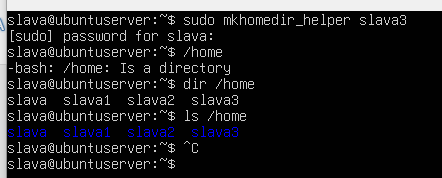 slava@ubuntuserver:~$ sudo mkhomedir_helper slava3
[sudo] password for slava:
slava@ubuntuserver:~$ /home
-bash: /home: Is a directory
slava@ubuntuserver:~$ dir /home
slava  slava1  slava2  slava3
slava@ubuntuserver:~$ ls /home
slava  slava1  slava2  slava3
slava@ubuntuserver:~$ ^C
slava@ubuntuserver:~$